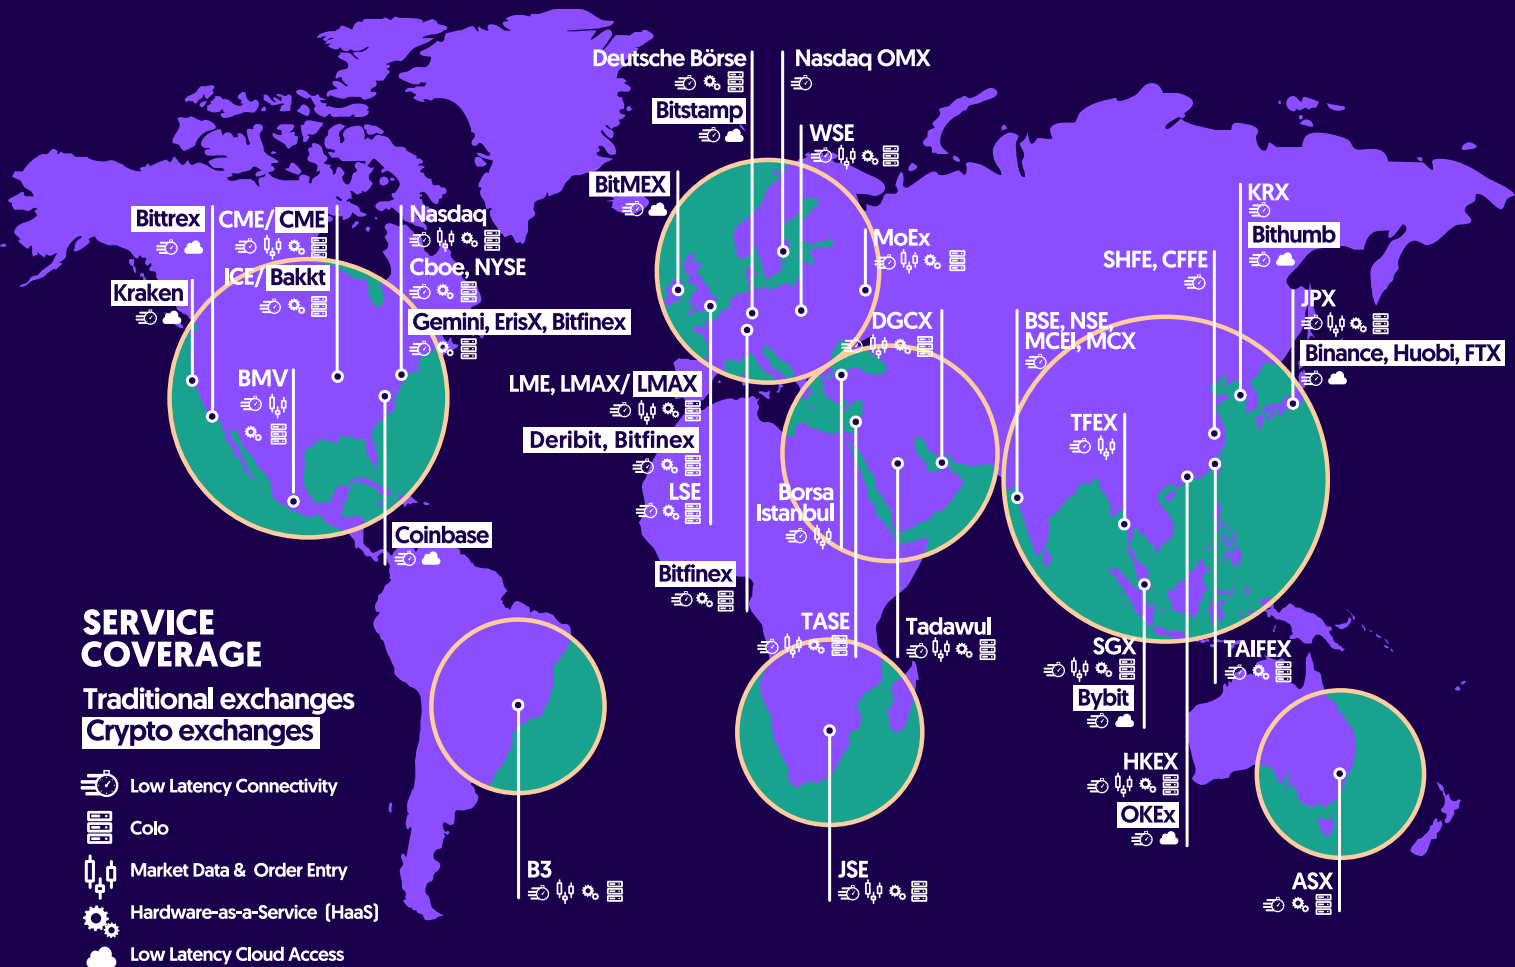 Deutsche Börse
Nasdaq OMX
Bitstamp
WSE
BitMEX
KRX
Bittrex
CME/ CME
Nasdaq
Bithumb
MoEx
SHFE, CFFE
Cboe, NYSE
ICE/ Bakkt
Kraken
JPX
Gemini, ErisX, Bitfinex
DGCX
BSE, NSE,
MCEI, MCX
Binance, Huobi, FTX
BMV
LME, LMAX/ LMAX
TFEX
Deribit, Bitfinex
LSE
Borsa
Istanbul
Coinbase
Bitfinex
TASE
Tadawul
SGX
TAIFEX
Bybit
HKEX
OKEx
B3
JSE
ASX
SERVICE
COVERAGE
Traditional exchanges
Crypto exchanges
Low Latency Connectivity
Colo
Market Data & Order Entry
Hardware-as-a-Service (HaaS)
Low Latency Cloud Access